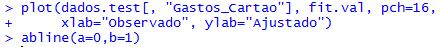 > plot(dados.test[, "Gastos_Cartao"], fit.val, pch=16,
+      xlab="Observado", ylab="Ajustado")
> abline(a=0,b=1)